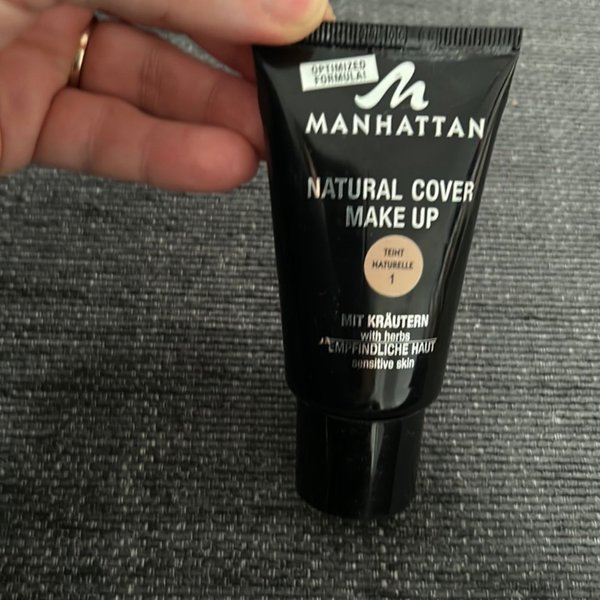 OPTIMIZED
FORMULA!
MANHATTAN
NATURAL COVER
MAKE UP
TEINT
NATURELLE
1
MIT KRÄUTERN
with herbs
EMPFINDLICHE HAUT
sensitive skin